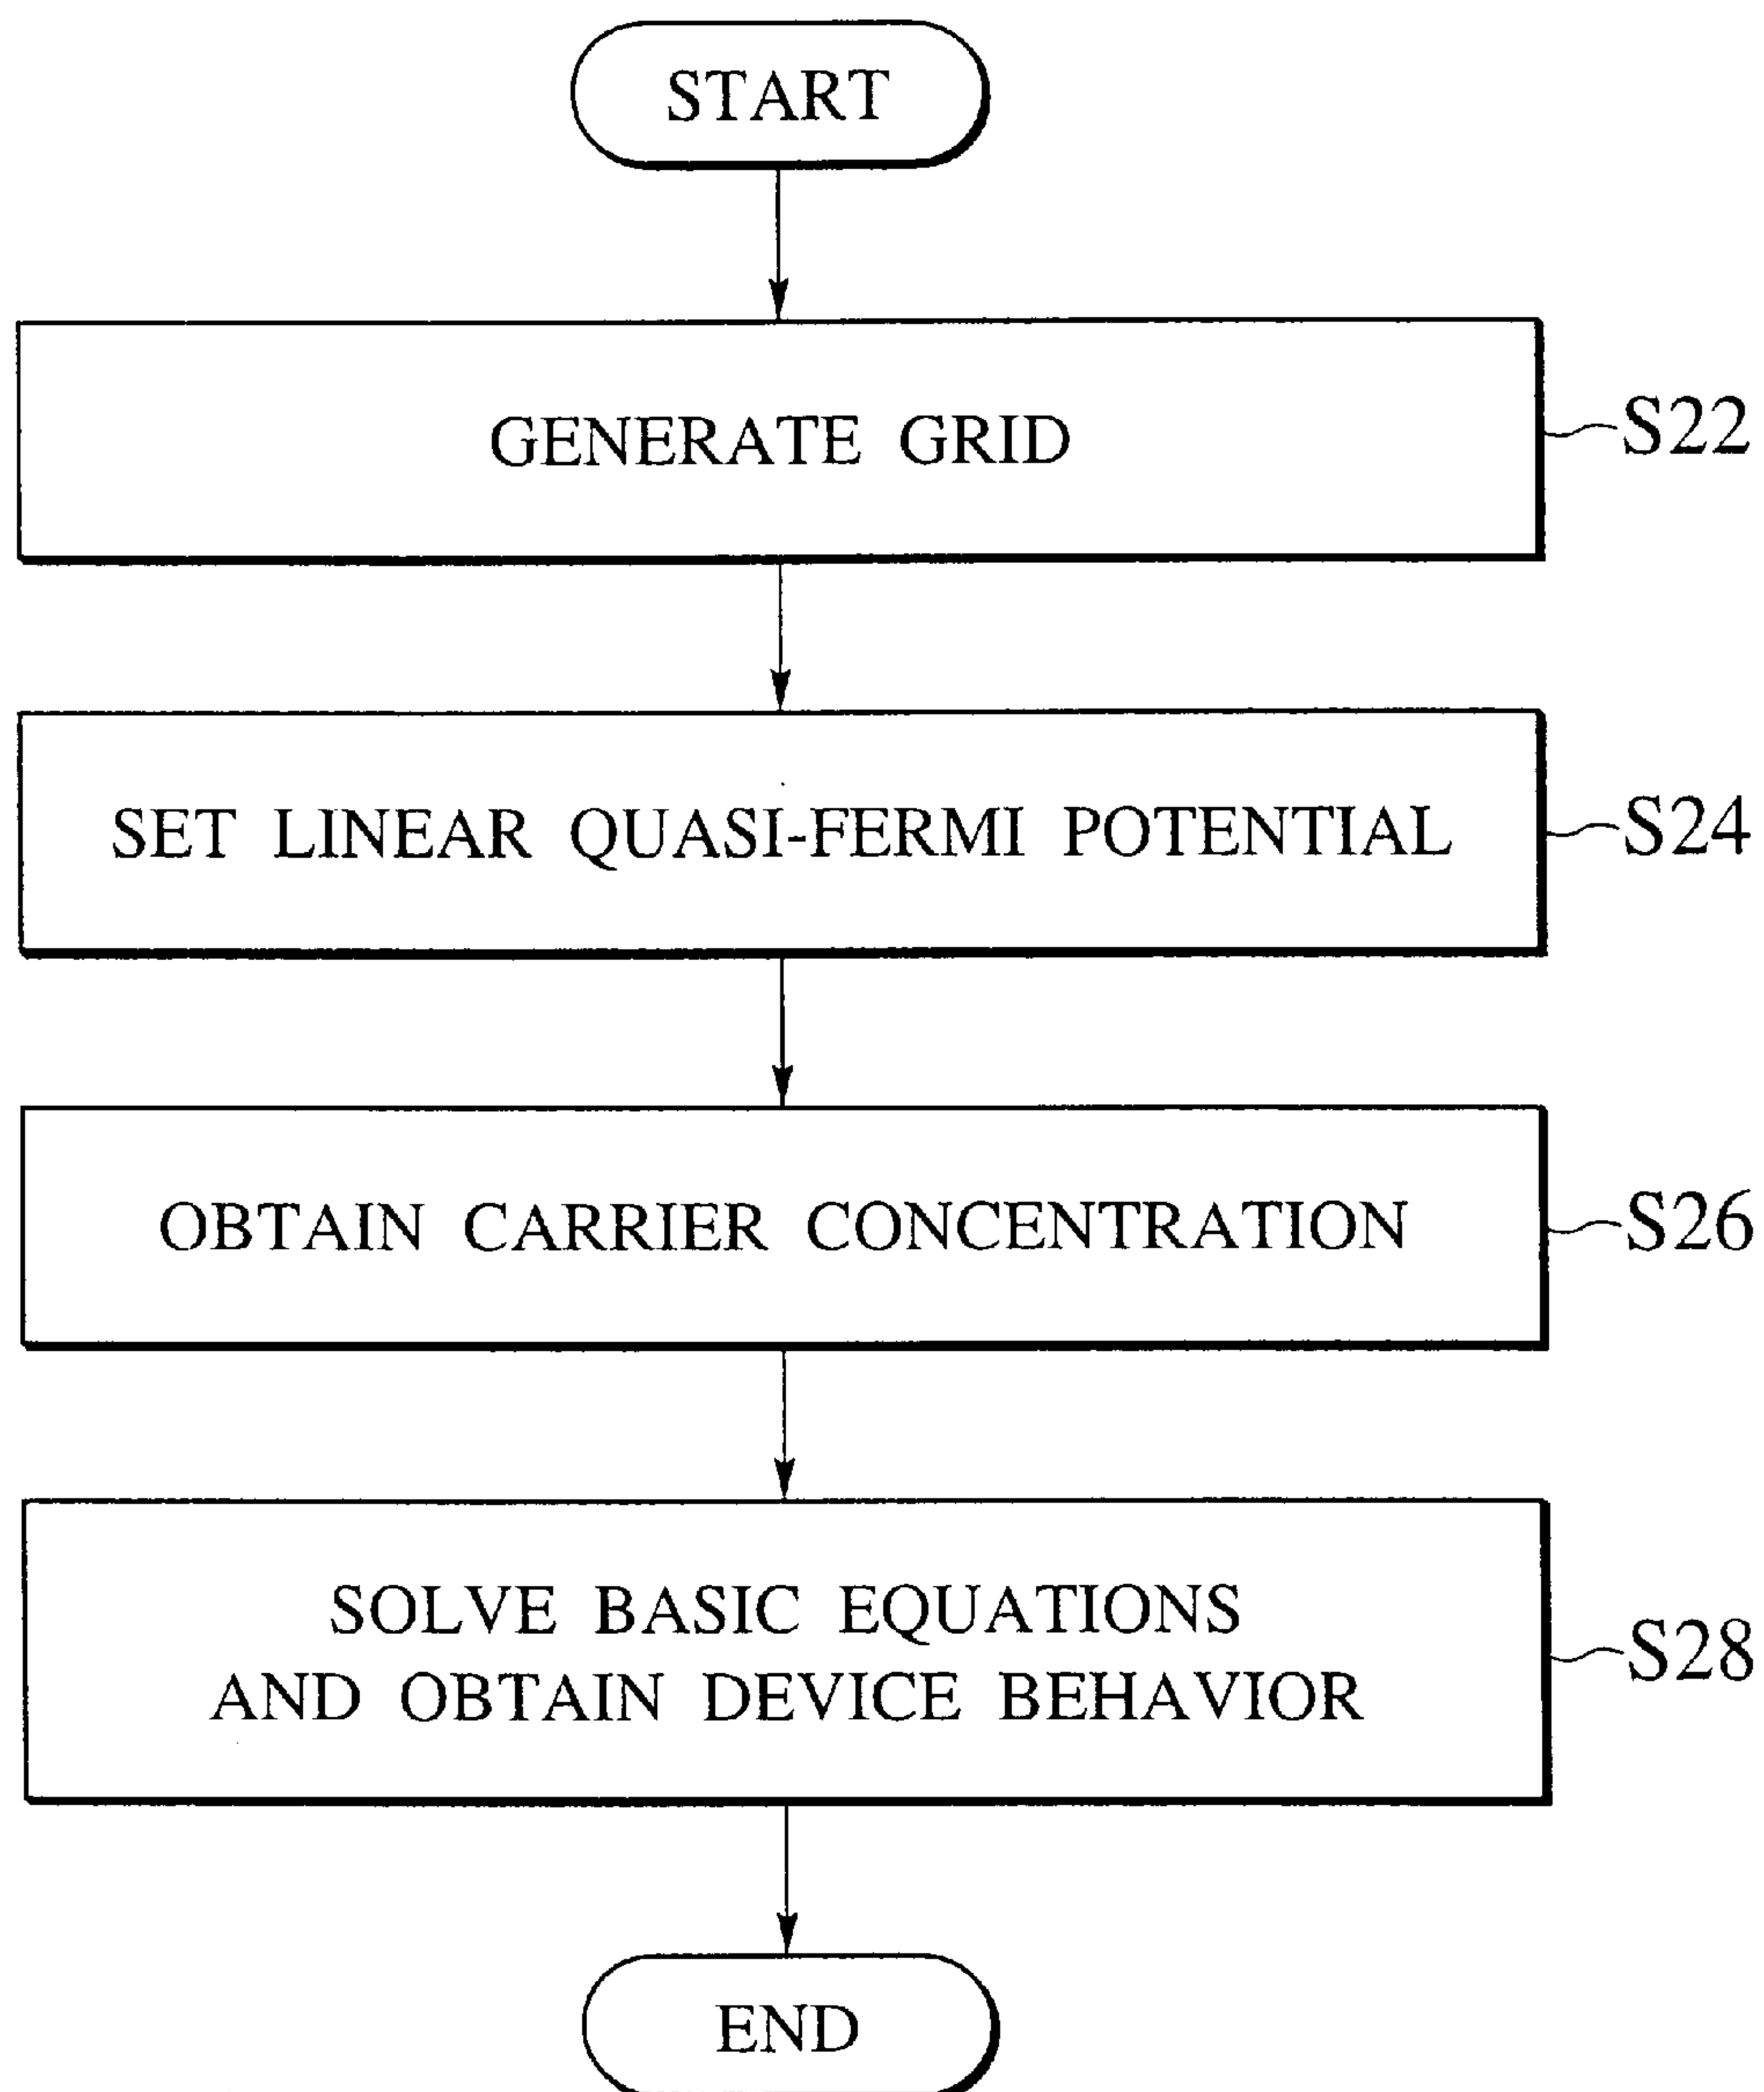 START
GENERATE GRID
S22
SET LINEAR QUASI-FERMI POTENTIAL
S24
OBTAIN CARRIER CONCENTRATION
S26
SOLVE BASIC EQUATIONS
AND OBTAIN DEVICE BEHAVIOR
S28
END